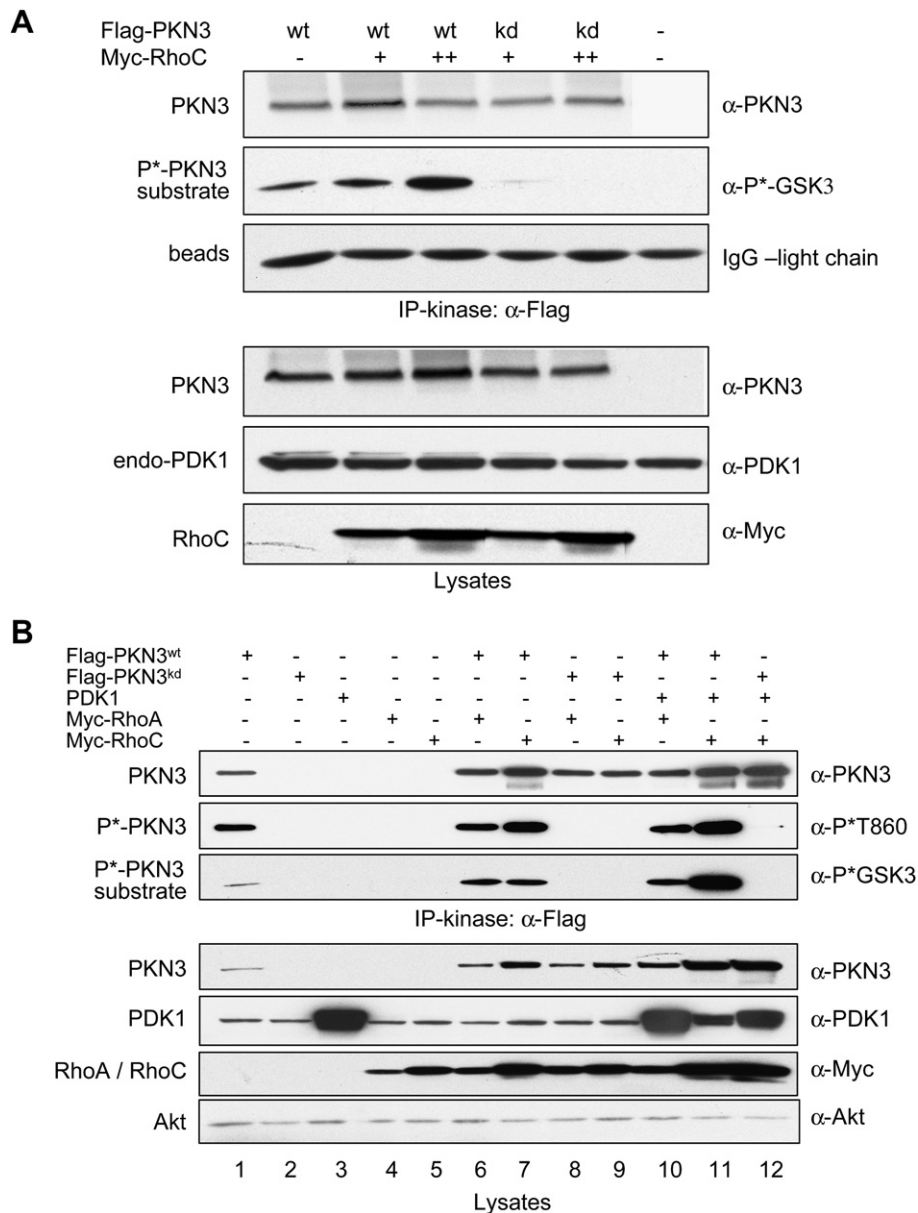 A
Flag-PKN3 wt wt wt kd kd -
Myc-RhoC - + ++ + ++ -
PKN3 α-PKN3
P*-PKN3
substrate α-P*-GSK3
beads IgG –light chain
IP-kinase: α-Flag
PKN3 α-PKN3
endo-PDK1 α-PDK1
RhoC α-Myc
Lysates
B
Flag-PKN3wt + - - - - + + - - + + -
Flag-PKN3kd - + - - - - - + + - - +
PDK1 - - + - - - - - - + + +
Myc-RhoA - - - + - + - + - + - -
Myc-RhoC - - - - + - + - + - + +
PKN3 α-PKN3
P*-PKN3 α-P*T860
P*-PKN3
substrate α-P*GSK3
IP-kinase: α-Flag
PKN3 α-PKN3
PDK1 α-PDK1
RhoA / RhoC α-Myc
Akt α-Akt
1 2 3 4 5 6 7 8 9 10 11 12
Lysates